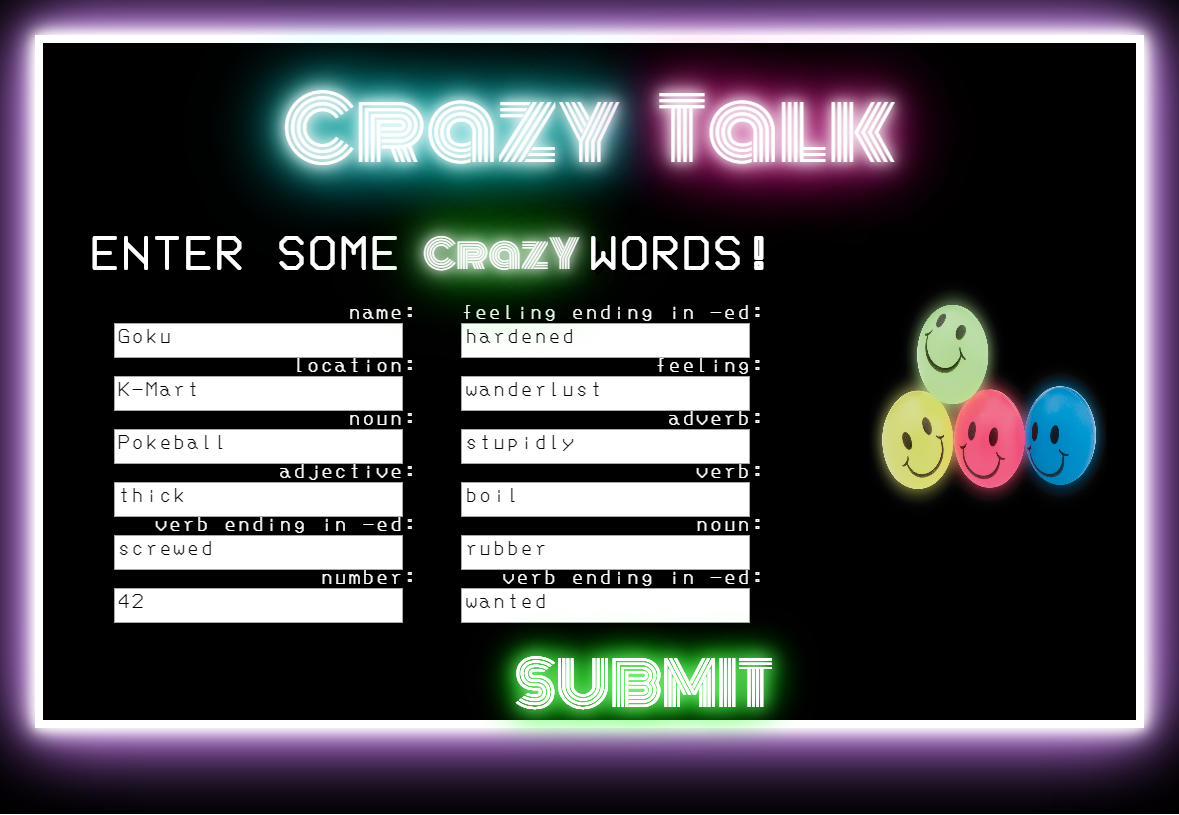 Crazy Talk
ENTER SOME CrazY WORDS!
name:
Goku
location:
K-Mart
noun:
Pokeball
adjective:
thick
verb ending in -ed:
screwed
number:
42
feeling ending in -ed:
hardened
feeling:
wanderlust
adverb:
stupidly
verb:
boil
noun:
rubber
verb ending in -ed:
wanted
SUBMIT